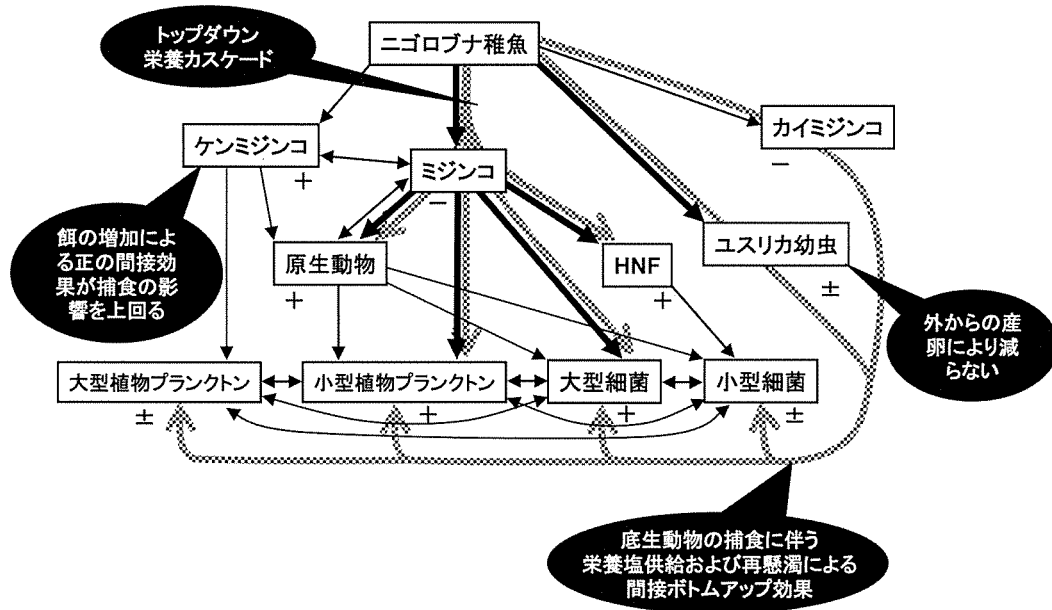 トップダウン
栄養カスケード
ニゴロブナ稚魚
カイミジンコ
−
ケンミジンコ
+
ミジンコ
−
餌の増加によ
る正の間接効
果が捕食の影
響を上回る
原生動物
+
HNF
+
ユスリカ幼虫
±
外からの産
卵により減
らない
大型植物プランクトン
±
小型植物プランクトン
+
大型細菌
+
小型細菌
±
底生動物の捕食に伴う
栄養塩供給および再懸濁による
間接ボトムアップ効果